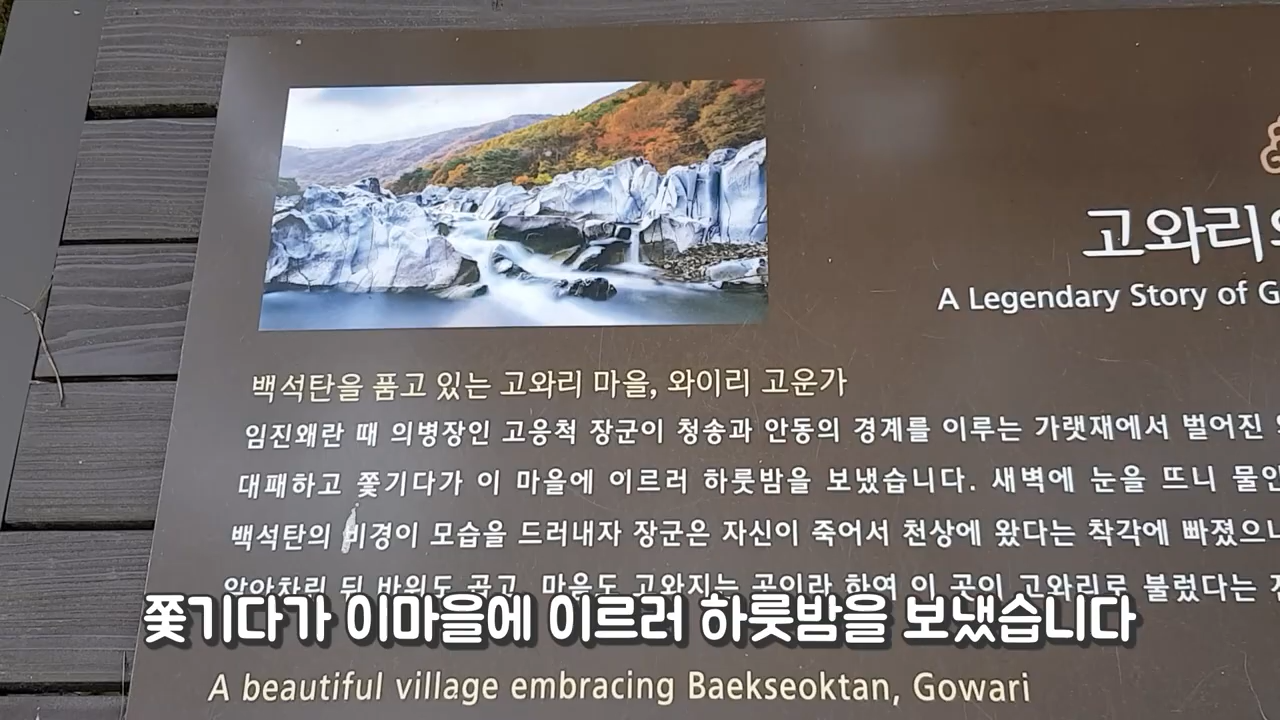 고와리
A Legendary Story of G
백석탄을 품고 있는 고와리 마을, 와이리 고운가
임진왜란 때 의병장인 고응척 장군이 청송과 안동의 경계를 이루는 가랫재에서 벌어진
대패하고 쫓기다가 이 마을에 이르러 하룻밤을 보냈습니다. 새벽에 눈을 뜨니
백석탄의 비경이 모습을 드러내자 장군은 자신이 죽어서 천상에 왔다는 착각에 빠졌으니
뒤 바위도 곱고, 마음도 고와지는 곳이라 하여 이 곳이 고와리로 불렀다는
쫓기다가 이마을에 이르러 하룻밤을 보냈습니다
A beautiful village embracing Baekseoktan, Gowari